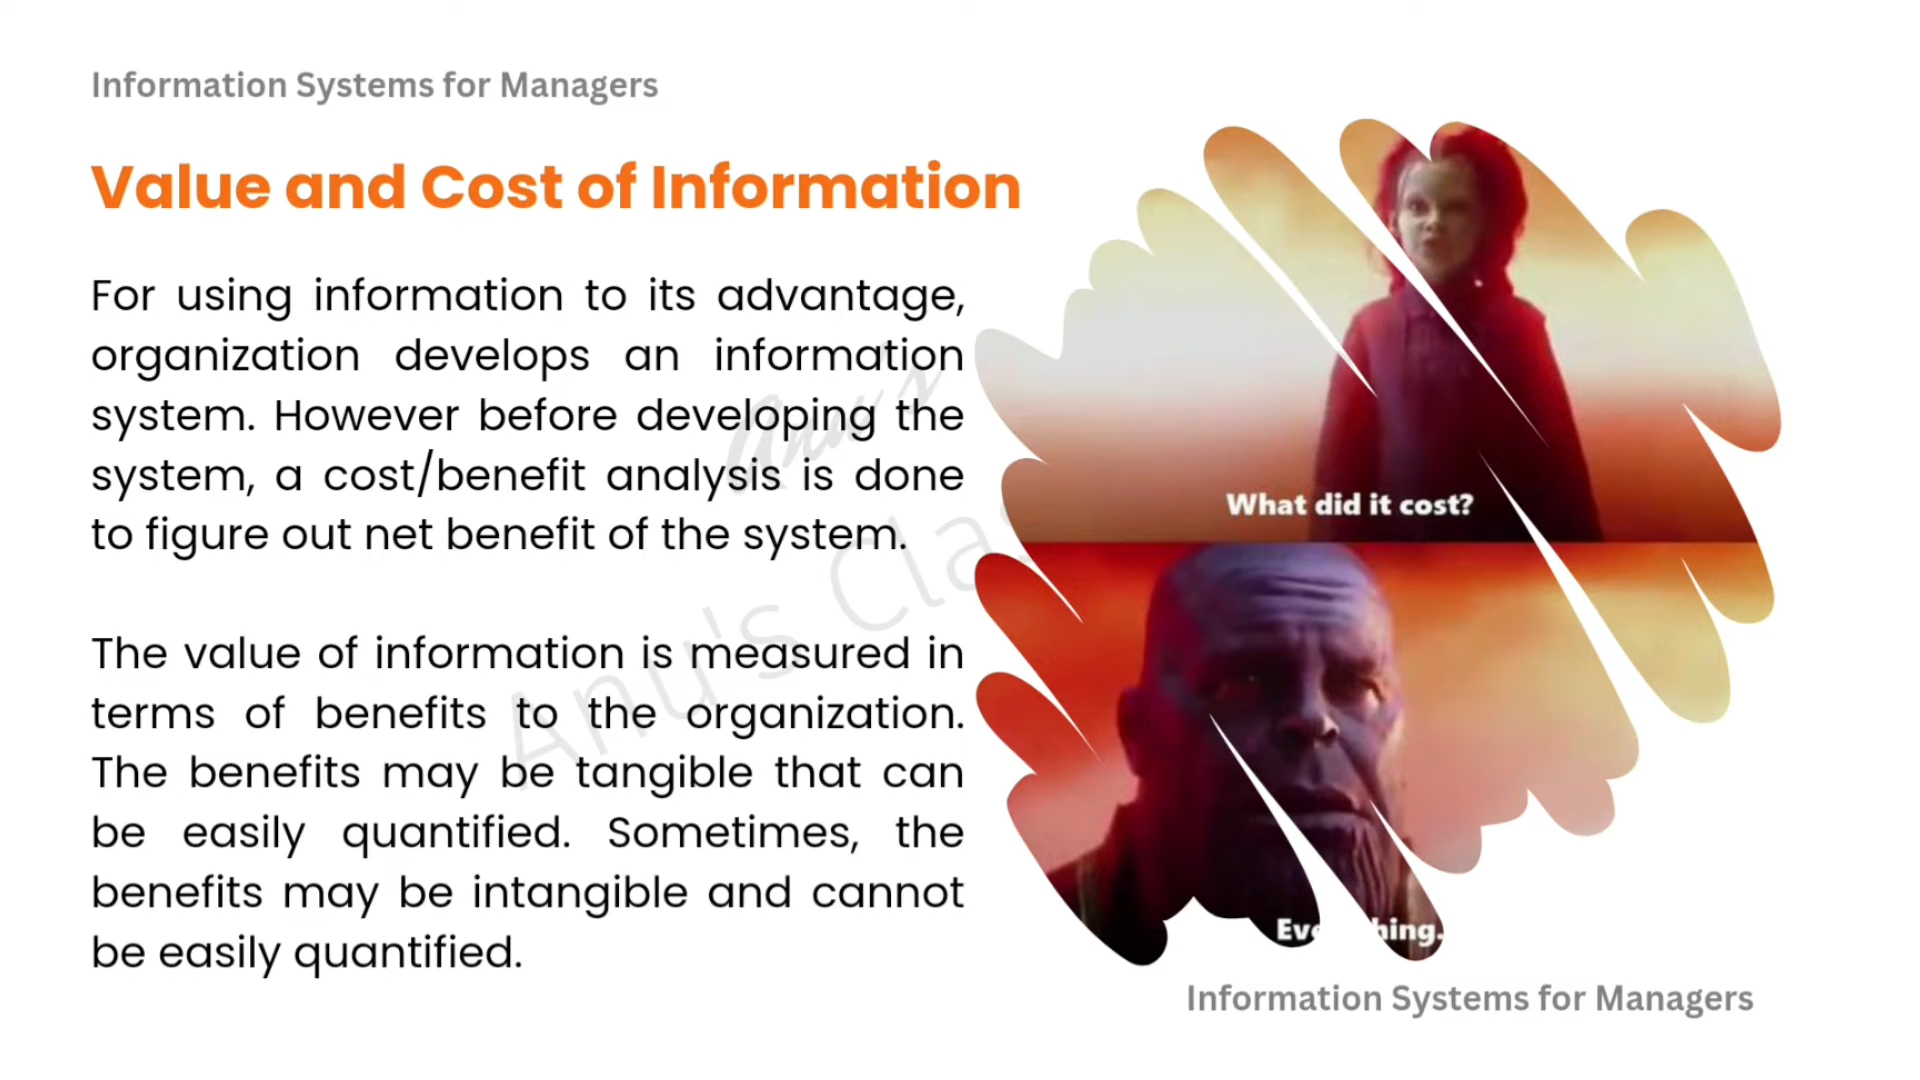 Information Systems for Managers
Value and Cost of Information
For using information to its advantage,
organization develops an information
system. However before developing the
system, a cost/benefit analysis is done
to figure out net benefit of the system.
The value of information is measured in
terms of benefits to the organization.
The benefits may be tangible that can
be easily quantified. Sometimes, the
benefits may be intangible and cannot
be easily quantified.
Anu's
Anu's
What did it cost?
Information Systems for Managers